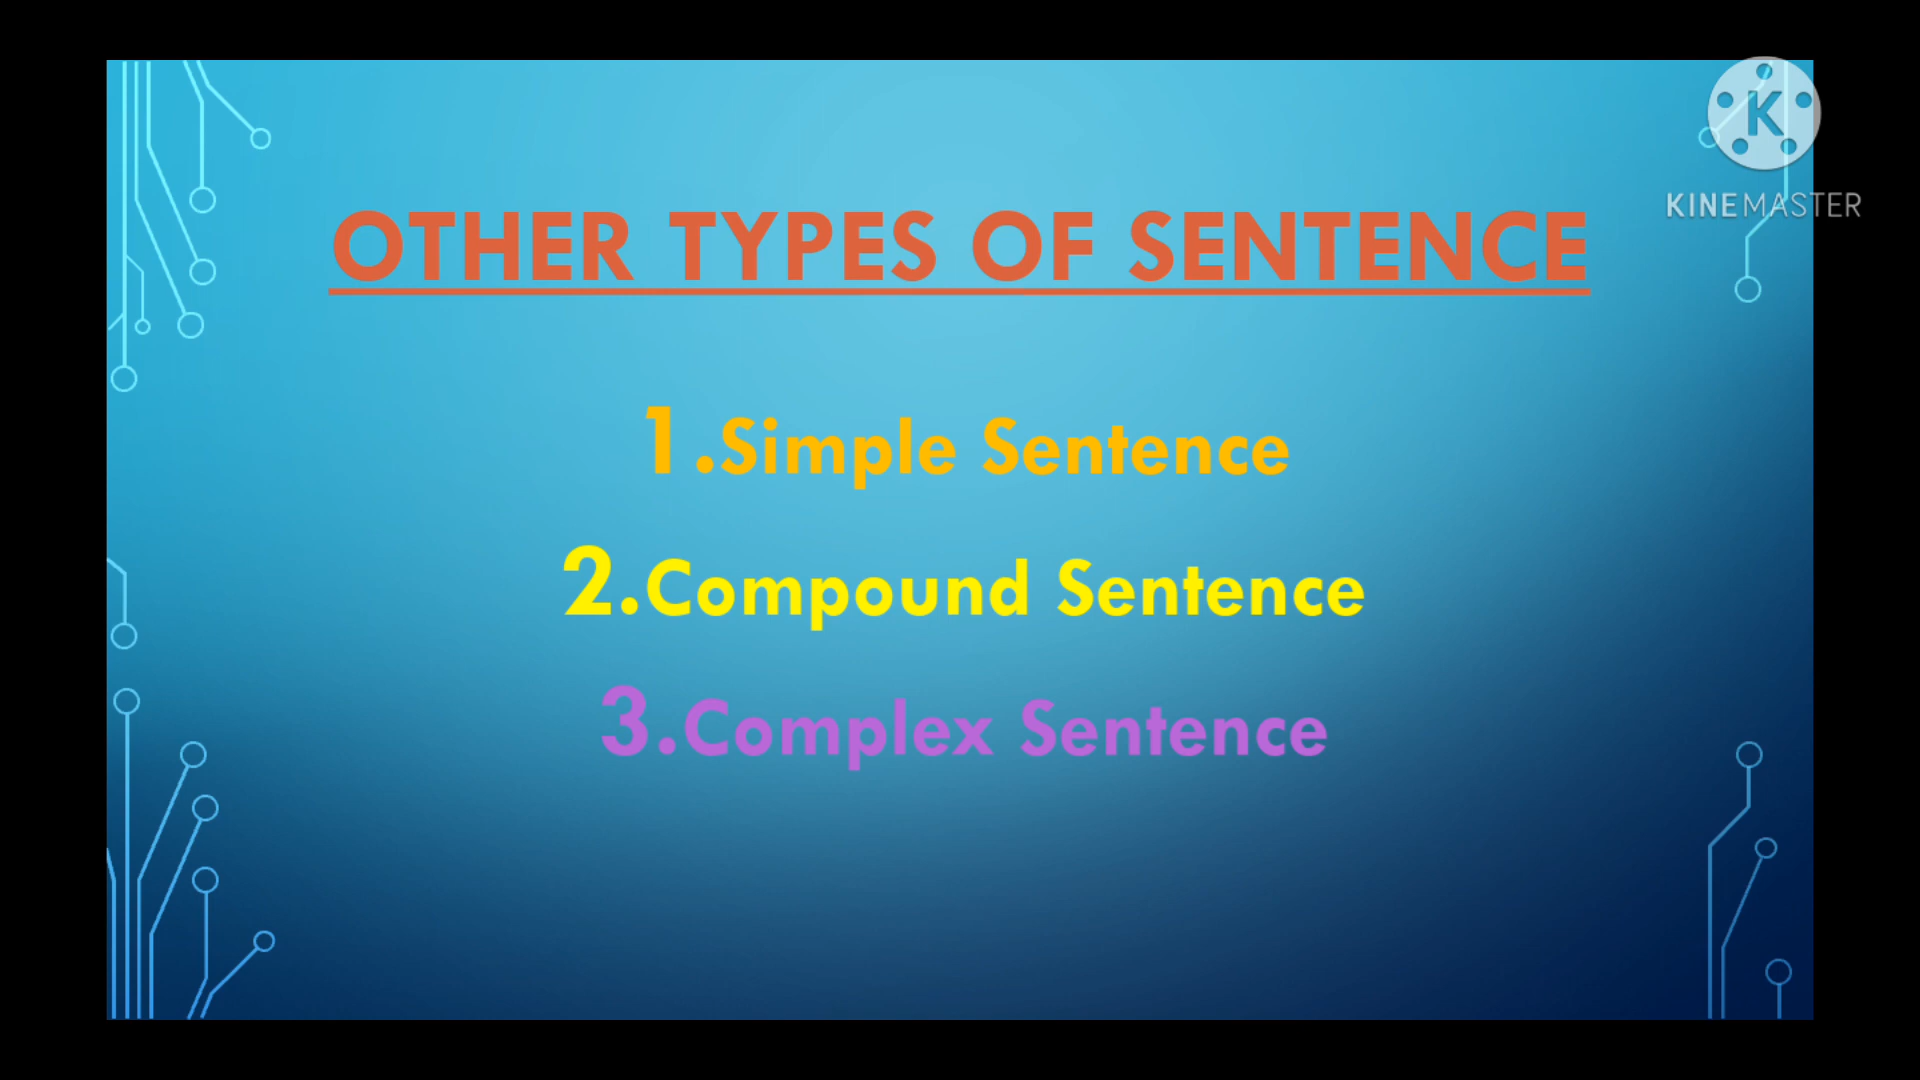 K
KINEMASTER
OTHER TYPES OF SENTENCE
1.Simple Sentence
2.Compound Sentence
3.Complex Sentence